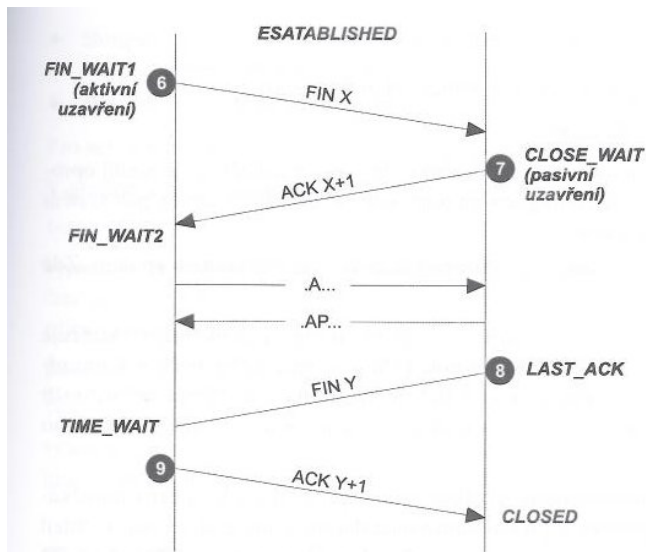 ESATABLISHED
FIN_WAIT1
(aktivní
uzavření)
6
FIN X
7
CLOSE_WAIT
(pasivní
uzavření)
ACK X+1
FIN_WAIT2
.A...
.AP...
8
LAST_ACK
FIN Y
TIME_WAIT
9
ACK Y+1
CLOSED